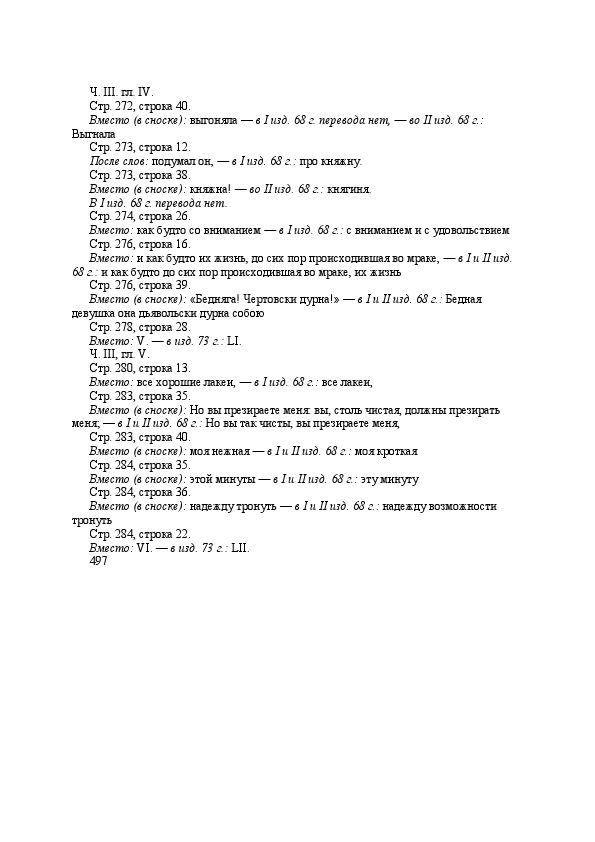 Ч. III. гл. IV.
Стр. 272, строка 40.
Вместо (в сноске): выгоняла — в I изд. 68 г. перевода нет, — во II изд. 68 г.:
Выгнала
Стр. 273, строка 12.
После слов: подумал он, — в I изд. 68 г.: про княжну.
Стр. 273, строка 38.
Вместо (в сноске): княжна! — во II изд. 68 г.: княгиня.
В I изд. 68 г. перевода нет.
Стр. 274, строка 26.
Вместо: как будто со вниманием — в I изд. 68 г.: с вниманием и с удовольствием
Стр. 276, строка 16.
Вместо: и как будто их жизнь, до сих пор происходившая во мраке, — в I и II изд.
68 г.: и как будто до сих пор происходившая во мраке, их жизнь
Стр. 276, строка 39.
Вместо (в сноске): «Бедняга! Чертовски дурна!» — в I и II изд. 68 г.: Бедная
девушка она дьявольски дурна собою
Стр. 278, строка 28.
Вместо: V. — в изд. 73 г.: LI.
Ч. III, гл. V.
Стр. 280, строка 13.
Вместо: все хорошие лакеи, — в I изд. 68 г.: все лакеи,
Стр. 283, строка 35.
Вместо (в сноске): Но вы презираете меня: вы, столь чистая, должны презирать
меня; — в I и II изд. 68 г.: Но вы так чисты, вы презираете меня,
Стр. 283, строка 40.
Вместо (в сноске): моя нежная — в I и II изд. 68 г.: моя кроткая
Стр. 284, строка 35.
Вместо (в сноске): этой минуты — в I и II изд. 68 г.: эту минуту
Стр. 284, строка 36.
Вместо (в сноске): надежду тронуть — в I и II изд. 68 г.: надежду возможности
тронуть
Стр. 284, строка 22.
Вместо: VI. — в изд. 73 г.: LII.
497